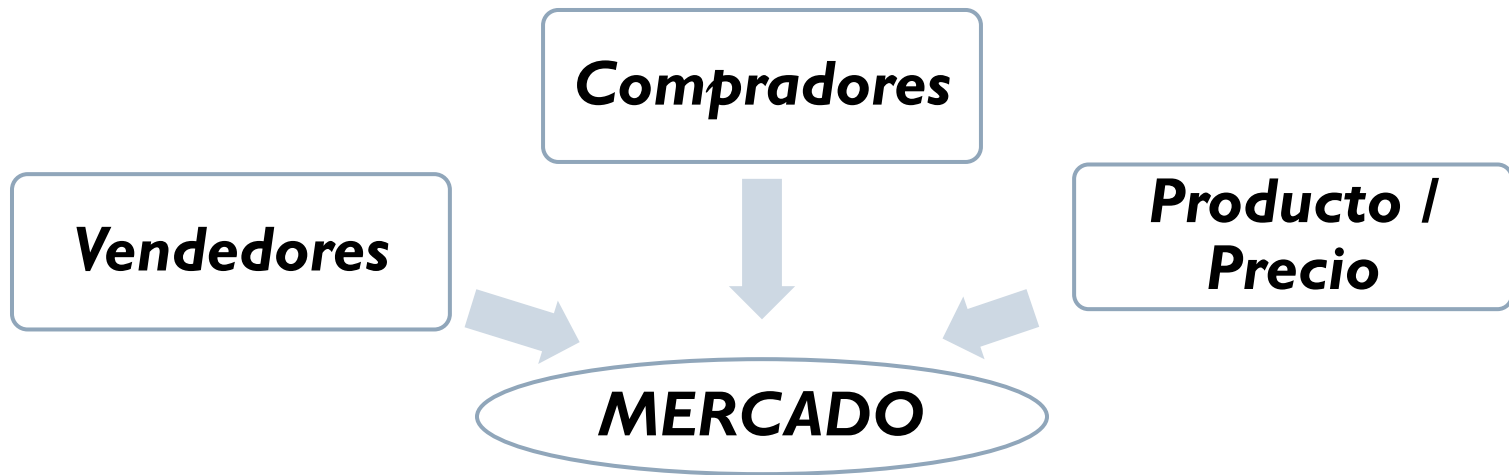 Compradores
Vendedores
Producto /
Precio
MERCADO